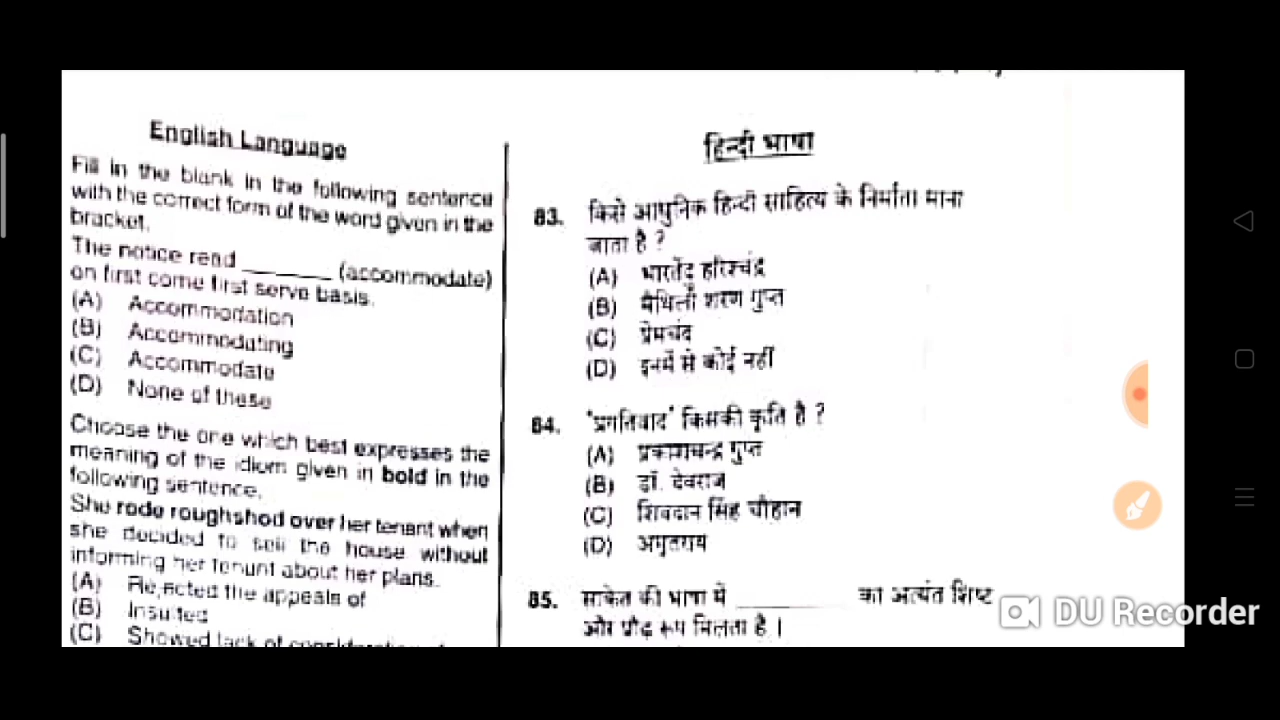 English Language
Fill in the blank in the following sentence
with the correct form of the word given in the
bracket.
The notice read _______ (accommodate)
on first come first serve basis.
(A) Accommodation
(B) Accommodating
(C) Accommodate
(D) None of these
Choose the one which best expresses the
meaning of the idiom given in bold in the
following sentence.
She rode roughshod over her tenant when
she decided to sell the house without
informing her tenant about her plans.
(A) Rejected the appeals of
(B) Insulted
(C) Showed lack of consideration
हिन्दी भाषा
83. किसे आधुनिक हिन्दी साहित्य के निर्माता माना
जाता है ?
(A) भारतेंदु हरिश्चंद्र
(B) मैथिली शरण गुप्त
(C) प्रेमचंद
(D) इनमें से कोई नहीं
84. 'प्रगतिवाद' किसकी कृति है ?
(A) प्रकाशचन्द्र गुप्त
(B) डॉ. देवराज
(C) शिवदान सिंह चौहान
(D) अमृतराय
85. साकेत की भाषा में _________ का अत्यंत शिष्ट
और प्रौढ़ रूप मिलता है ।
DU Recorder